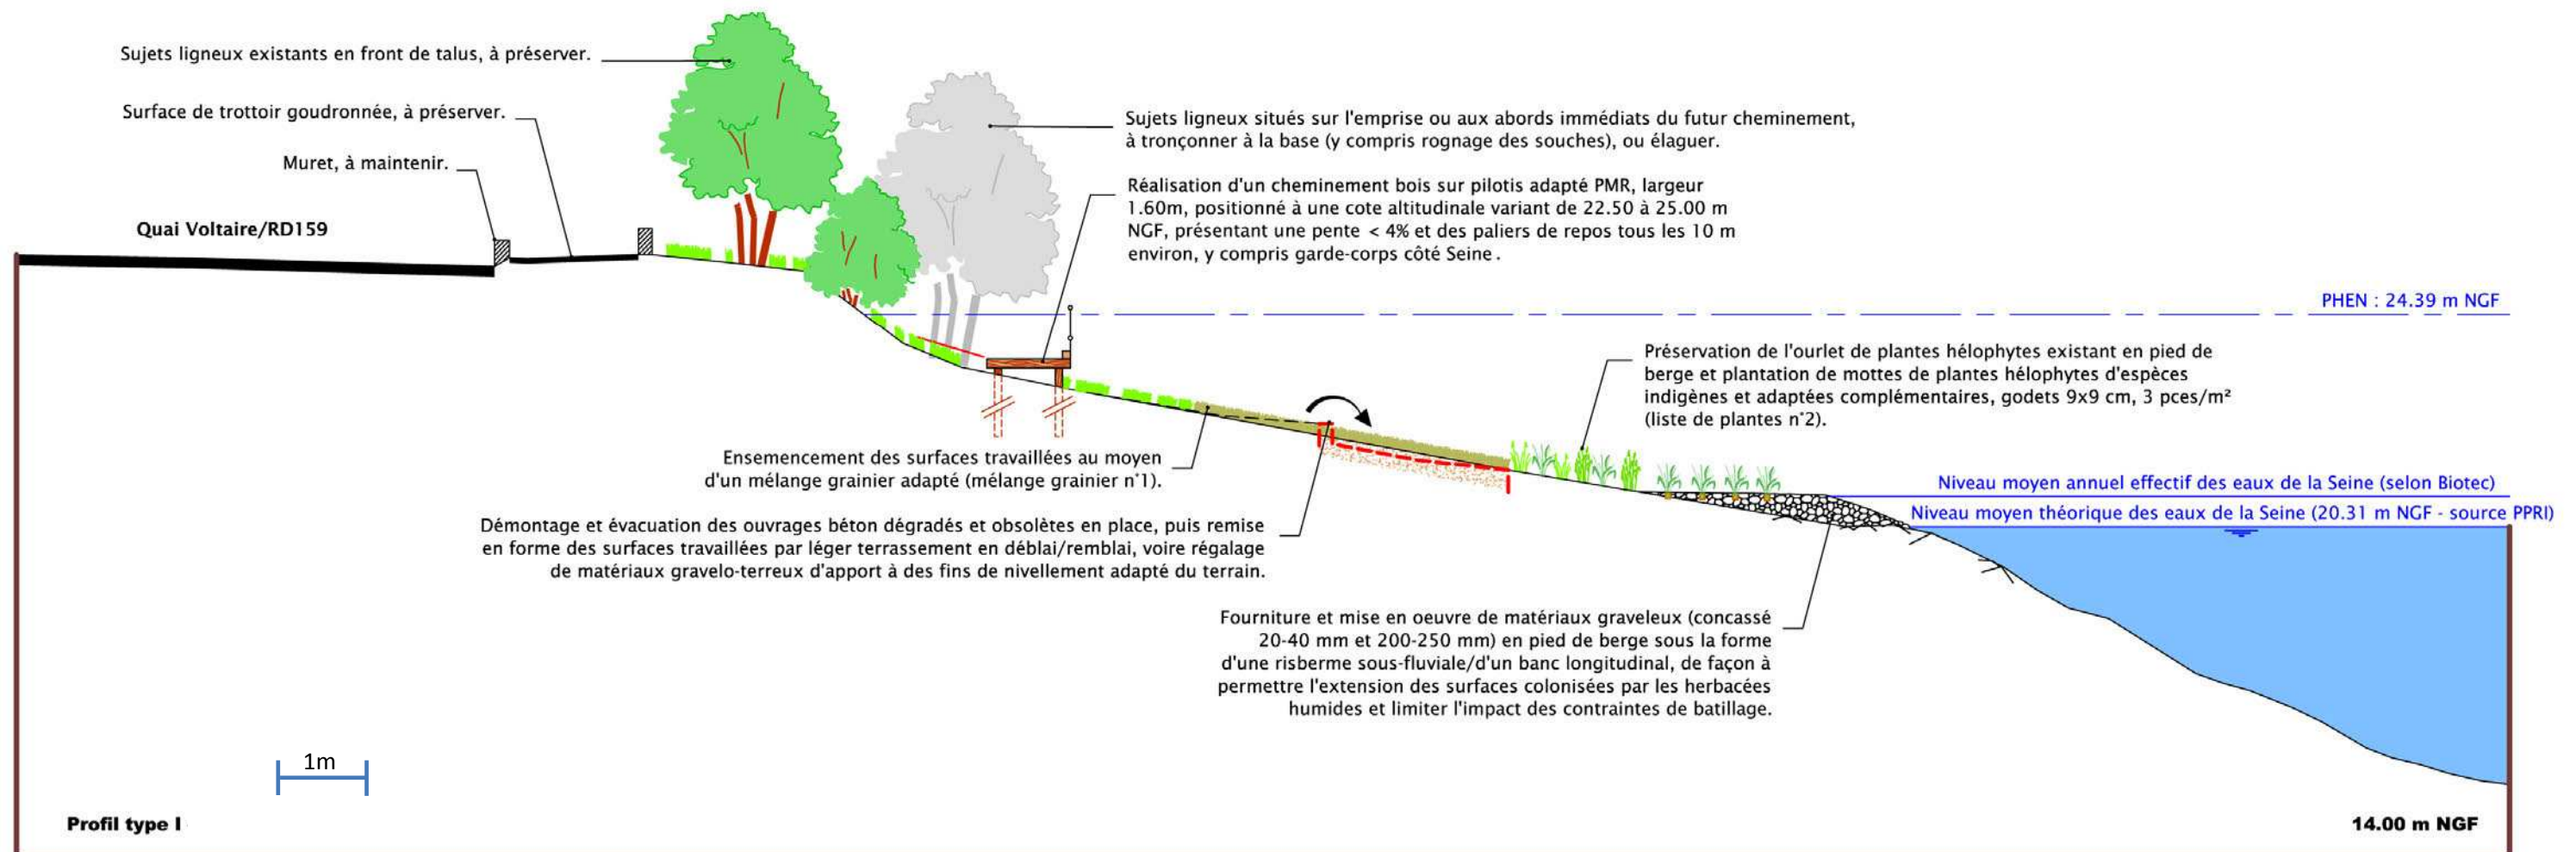 Sujets ligneux existants en front de talus, à préserver.
Surface de trottoir goudronnée, à préserver.
Muret, à maintenir.
Quai Voltaire/RD159
Sujets ligneux situés sur l'emprise ou aux abords immédiats du futur cheminement,
à tronçonner à la base (y compris rognage des souches), ou élaguer.
Réalisation d'un cheminement bois sur pilotis adapté PMR, largeur
1.60m, positionné à une cote altitudinale variant de 22.50 à 25.00 m
NGF, présentant une pente < 4% et des paliers de repos tous les 10 m
environ, y compris garde-corps côté Seine.
PHEN : 24.39 m NGF
Préservation de l'ourlet de plantes hélophytes existant en pied de
berge et plantation de mottes de plantes hélophytes d'espèces
indigènes et adaptées complémentaires, godets 9x9 cm, 3 pces/m²
(liste de plantes n°2).
Ensemencement des surfaces travaillées au moyen
d'un mélange grainier adapté (mélange grainier n°1).
Niveau moyen annuel effectif des eaux de la Seine (selon Biotec)
Niveau moyen théorique des eaux de la Seine (20.31 m NGF - source PPRI)
Démontage et évacuation des ouvrages béton dégradés et obsolètes en place, puis remise
en forme des surfaces travaillées par léger terrassement en déblai/remblai, voire régalage
de matériaux gravelo-terreux d'apport à des fins de nivellement adapté du terrain.
Fourniture et mise en oeuvre de matériaux graveleux (concassé
20-40 mm et 200-250 mm) en pied de berge sous la forme
d'une risberme sous-fluviale/d'un banc longitudinal, de façon à
permettre l'extension des surfaces colonisées par les herbacées
humides et limiter l'impact des contraintes de batillage.
1m
Profil type I
14.00 m NGF